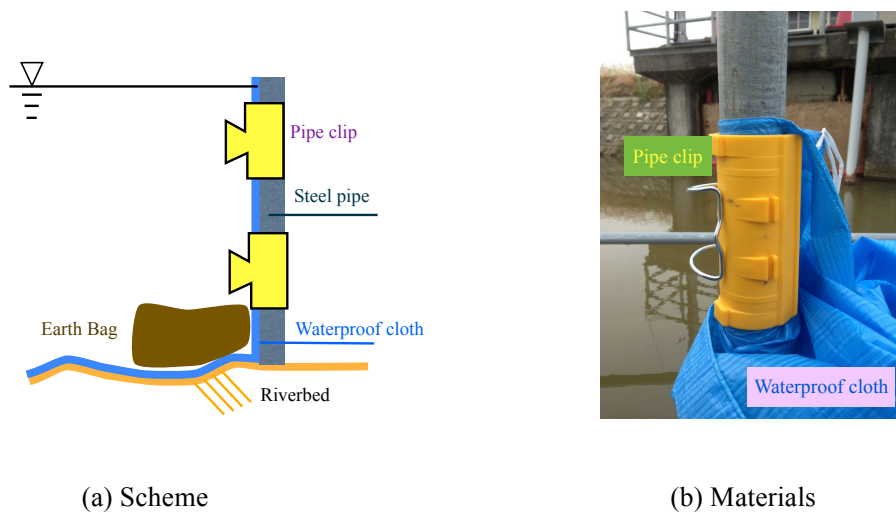 Pipe clip
Steel pipe
Earth Bag
Waterproof cloth
Riverbed
(a) Scheme
Pipe clip
Waterproof cloth
(b) Materials